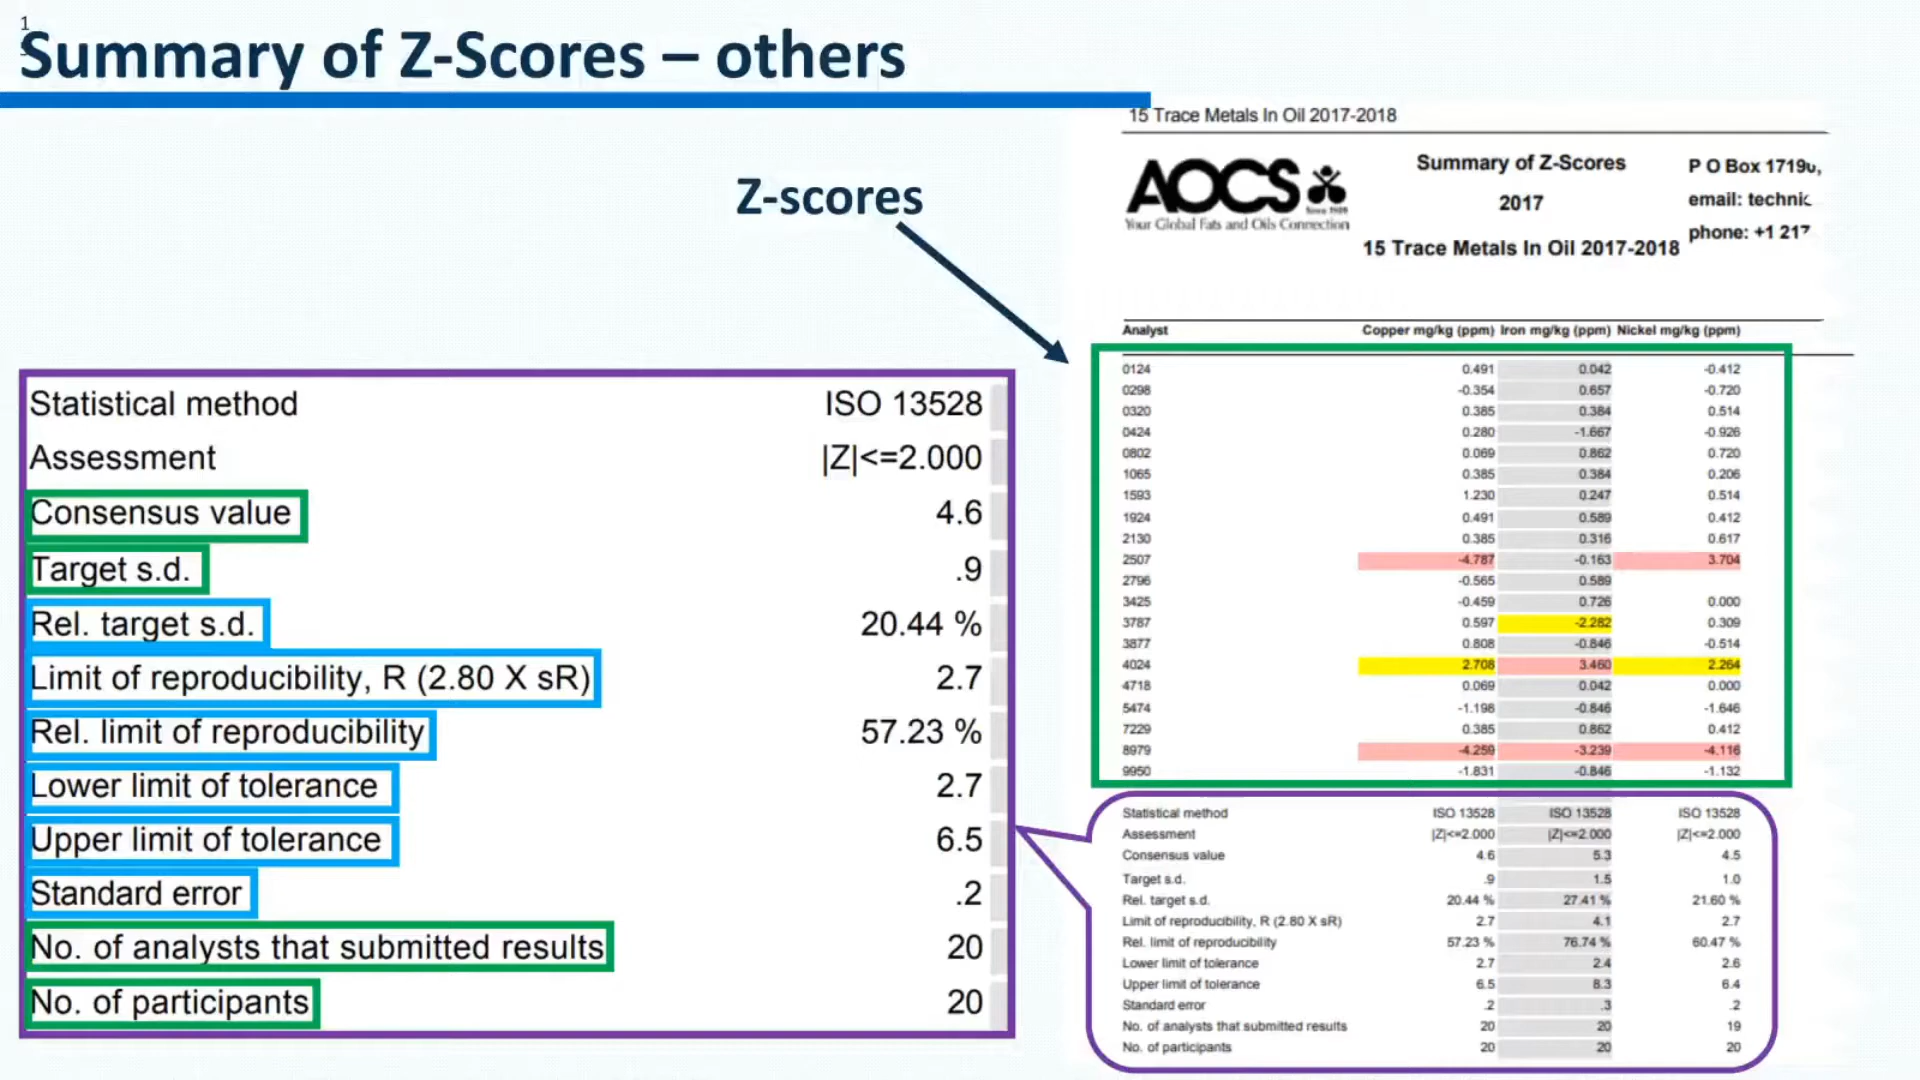 1
Summary of Z-Scores – others
Z-scores
Statistical method ISO 13528
Assessment |Z|<=2.000
Consensus value 4.6
Target s.d. .9
Rel. target s.d. 20.44 %
Limit of reproducibility, R (2.80 X sR) 2.7
Rel. limit of reproducibility 57.23 %
Lower limit of tolerance 2.7
Upper limit of tolerance 6.5
Standard error .2
No. of analysts that submitted results 20
No. of participants 20
15 Trace Metals In Oil 2017-2018
AOCS
Since 1909
Your Global Fats and Oils Connection
Summary of Z-Scores
2017
15 Trace Metals In Oil 2017-2018
P O Box 17190,
email: technic
phone: +1 217
Analyst Copper mg/kg (ppm) Iron mg/kg (ppm) Nickel mg/kg (ppm)
0124 0.491 0.042 -0.412
0298 -0.354 0.657 -0.720
0320 0.385 0.384 0.514
0424 0.280 -1.667 -0.926
0802 0.069 0.862 0.720
1065 0.385 0.384 0.206
1593 1.230 0.247 0.514
1924 0.491 0.589 0.412
2130 0.385 0.316 0.617
2507 -4.787 -0.163 3.704
2796 -0.565 0.589
3425 -0.459 0.726 0.000
3787 0.597 -2.282 0.309
3877 0.808 -0.846 -0.514
4024 2.708 3.460 2.264
4718 0.069 0.042 0.000
5474 -1.198 -0.846 -1.646
7229 0.385 0.862 0.412
8979 -4.259 -3.239 -4.116
9950 -1.831 -0.846 -1.132
Statistical method ISO 13528 ISO 13528 ISO 13528
Assessment |Z|<=2.000 |Z|<=2.000 |Z|<=2.000
Consensus value 4.6 5.3 4.5
Target s.d. .9 1.5 1.0
Rel. target s.d. 20.44 % 27.41 % 21.60 %
Limit of reproducibility, R (2.80 X sR) 2.7 4.1 2.7
Rel. limit of reproducibility 57.23 % 76.74 % 60.47 %
Lower limit of tolerance 2.7 2.4 2.6
Upper limit of tolerance 6.5 8.3 6.4
Standard error .2 .3 .2
No. of analysts that submitted results 20 20 19
No. of participants 20 20 20